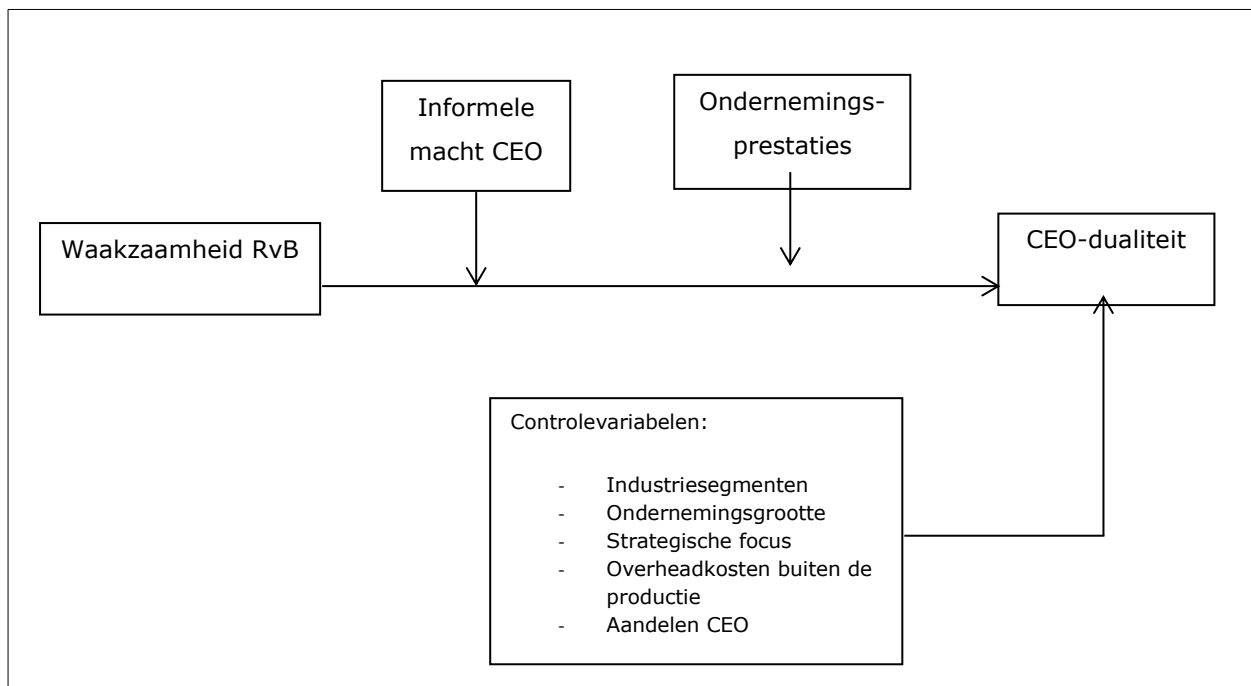 Informele
macht CEO
Ondernemings-
prestaties
Waakzaamheid RvB
CEO-dualiteit
Controlevariabelen:
- Industriesegmenten
- Ondernemingsgrootte
- Strategische focus
- Overheadkosten buiten de
productie
- Aandelen CEO